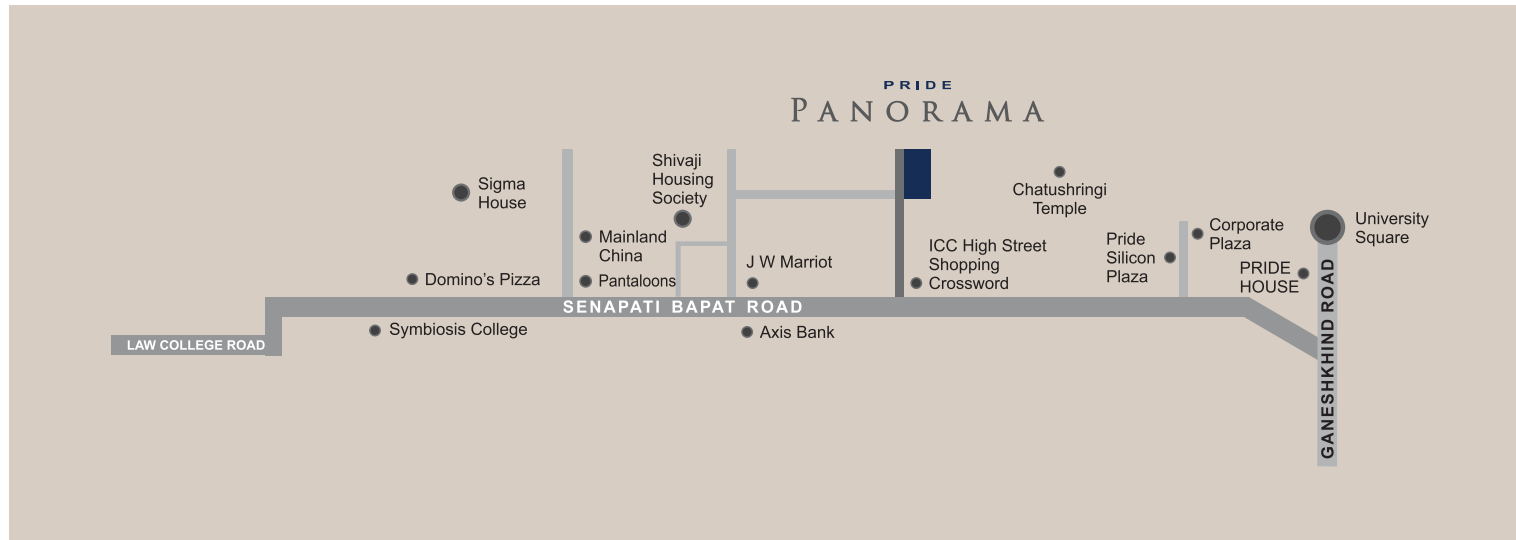 PRIDE
PANORAMA
Sigma
House
Shivaji
Housing
Society
Mainland
China
Domino's Pizza
Pantaloons
J W Marriot
ICC High Street
Shopping
Crossword
Chatushringi
Temple
Pride
Silicon
Plaza
Corporate
Plaza
PRIDE
HOUSE
University
Square
SENAPATI BAPAT ROAD
LAW COLLEGE ROAD
Symbiosis College
Axis Bank
GANESHKHIND ROAD